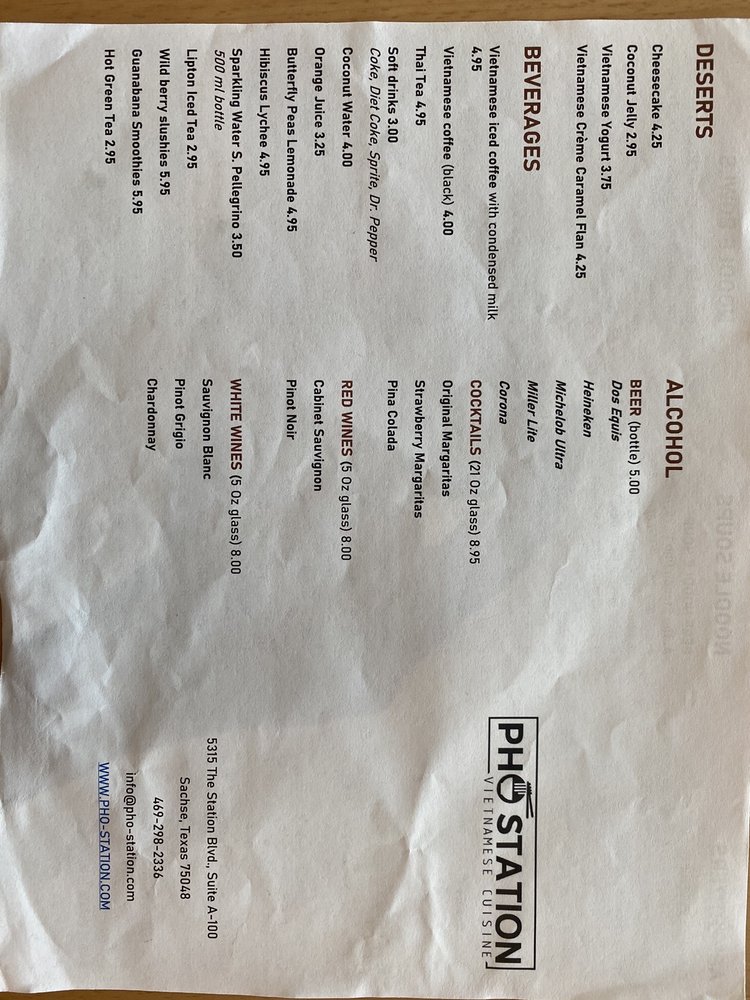 DESERTS
Cheesecake 4.25
Coconut Jelly 2.95
Vietnamese Yogurt 3.75
Vietnamese Crème Caramel Flan 4.25
BEVERAGES
Vietnamese iced coffee with condensed milk
4.95
Vietnamese coffee (black) 4.00
Thai Tea 4.95
Soft drinks 3.00
Coke, Diet Coke, Sprite, Dr. Pepper
Coconut Water 4.00
Orange Juice 3.25
Butterfly Peas Lemonade 4.95
Hibiscus Lychee 4.95
Sparkling Water S. Pellegrino 3.50
500 ml bottle
Lipton Iced Tea 2.95
Wild berry slushies 5.95
Guanabana Smoothies 5.95
Hot Green Tea 2.95
ALCOHOL
BEER (bottle) 5.00
Dos Equis
Heineken
Michelob Ultra
Miller Lite
Corona
COCKTAILS (21 Oz glass) 8.95
Original Margaritas
Strawberry Margaritas
Pina Colada
RED WINES (5 Oz glass) 8.00
Cabinet Sauvignon
Pinot Noir
WHITE WINES (5 Oz glass) 8.00
Sauvignon Blanc
Pinot Grigio
Chardonnay
PHO STATION
VIETNAMESE CUISINE
5315 The Station Blvd., Suite A-100
Sachse, Texas 75048
469-298-2336
info@pho-station.com
WWW.PHO-STATION.COM